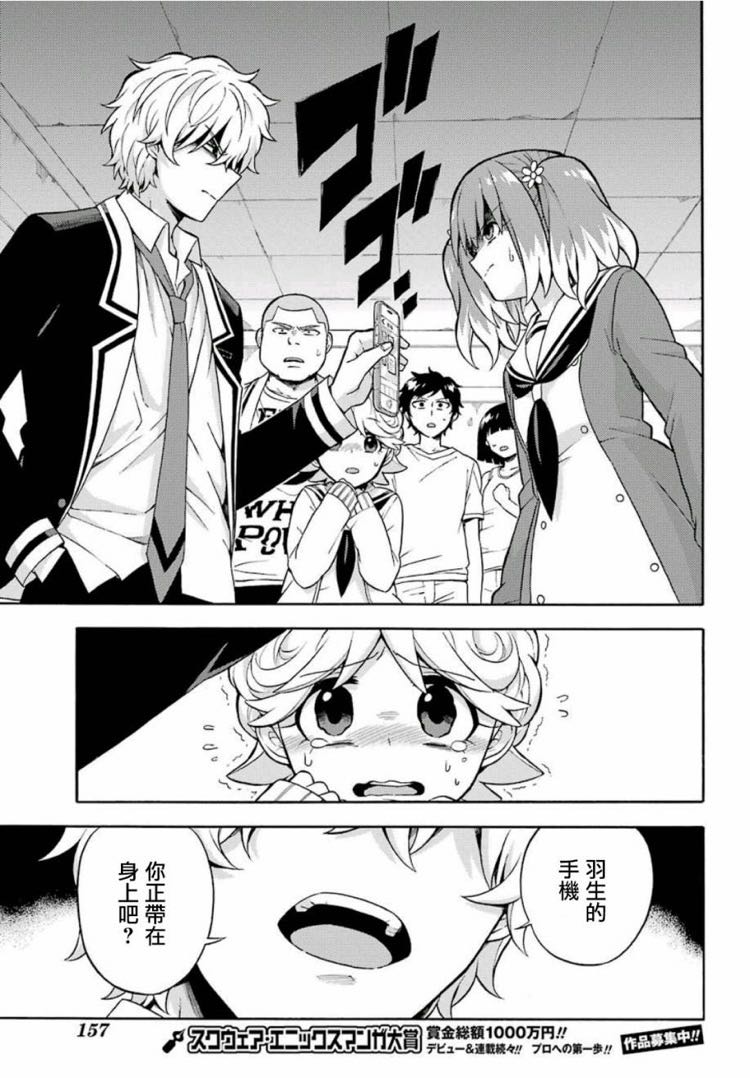 ゴゴゴ
WH
POW
羽生的
手機
你正帶在
身上吧？
157
スクウェア・エニックスマンガ大賞
賞金総額1000万円!!
デビュー&連載続々!! プロへの第一歩!!
作品募集中!!